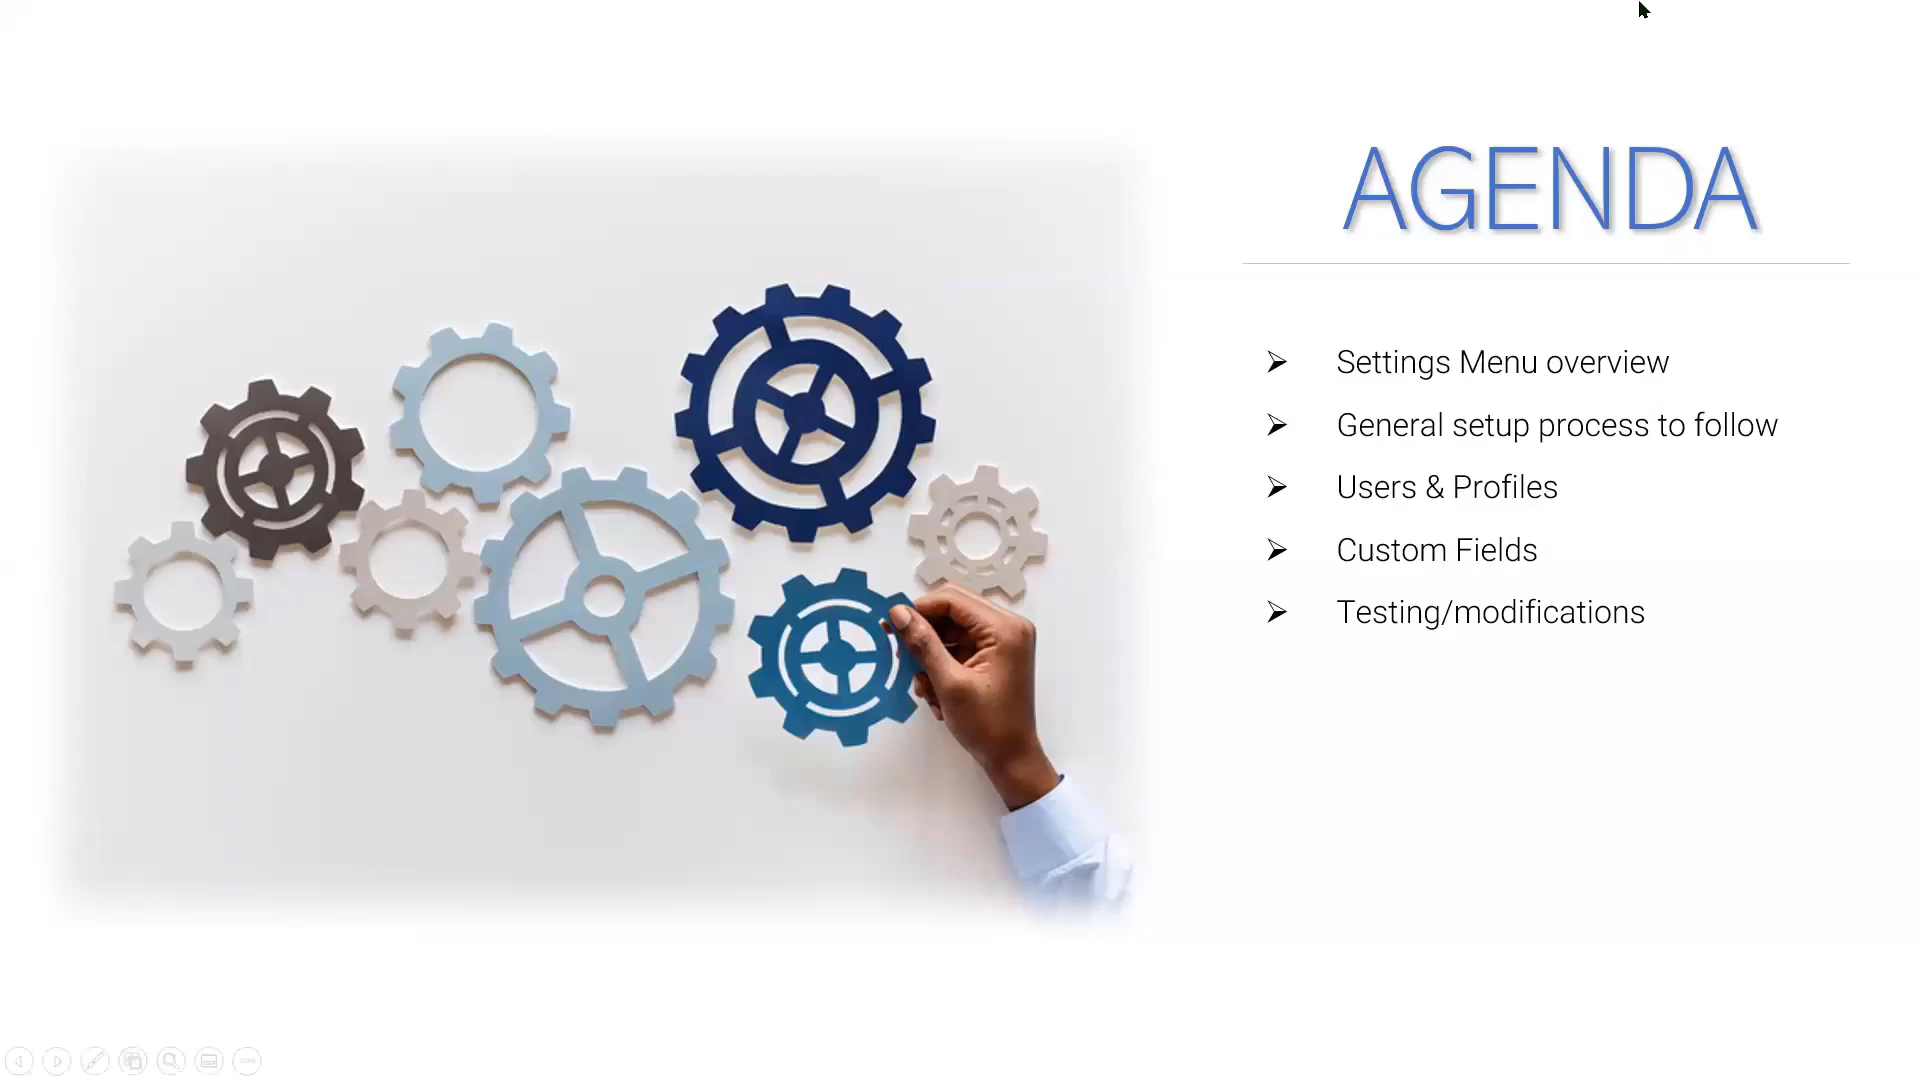 AGENDA
Settings Menu overview
General setup process to follow
Users & Profiles
Custom Fields
Testing/modifications